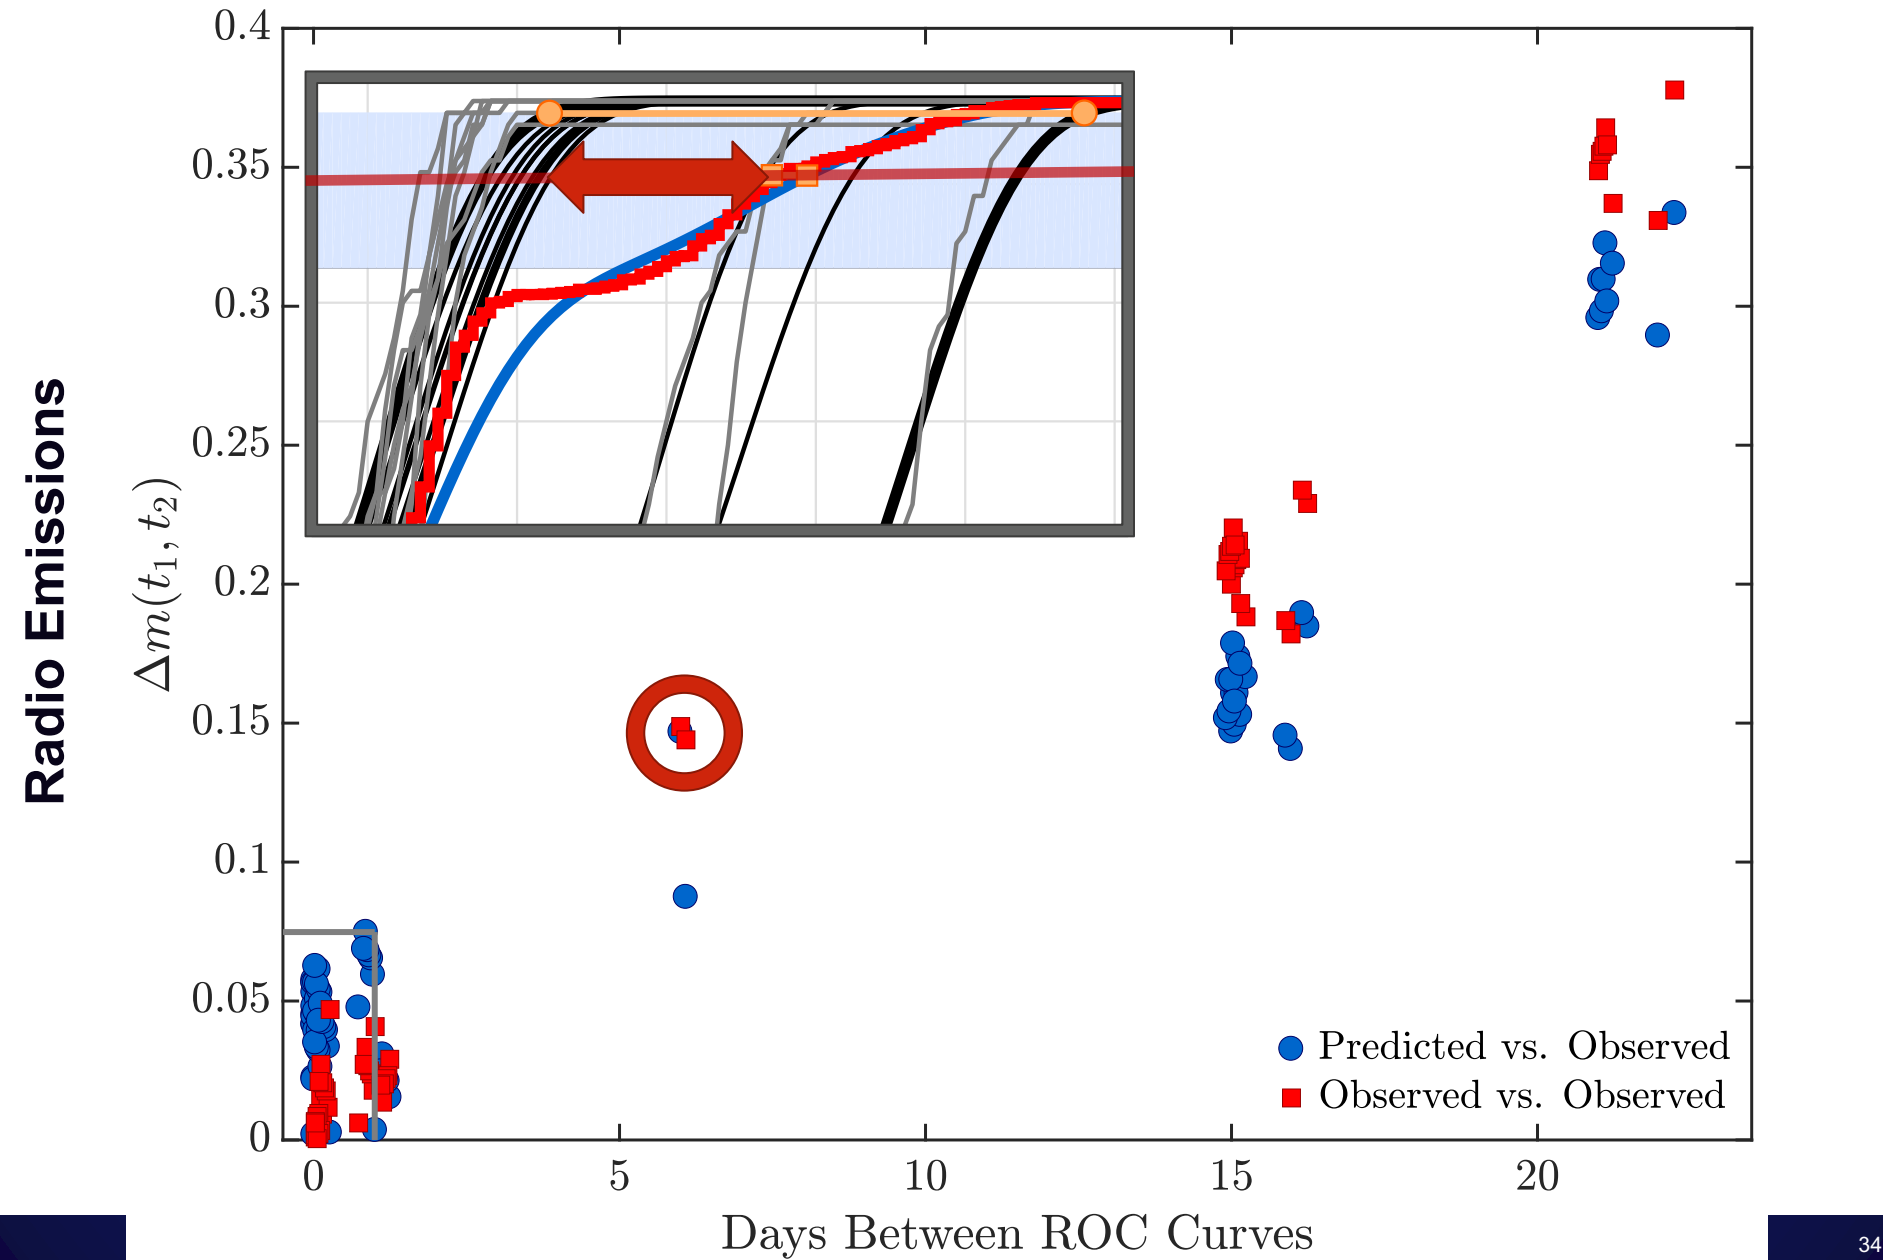 Radio Emissions
Δm(t₁, t₂)
0.4
0.35
0.3
0.25
0.2
0.15
0.1
0.05
0
0 5 10 15 20
Days Between ROC Curves
Predicted vs. Observed
Observed vs. Observed
34